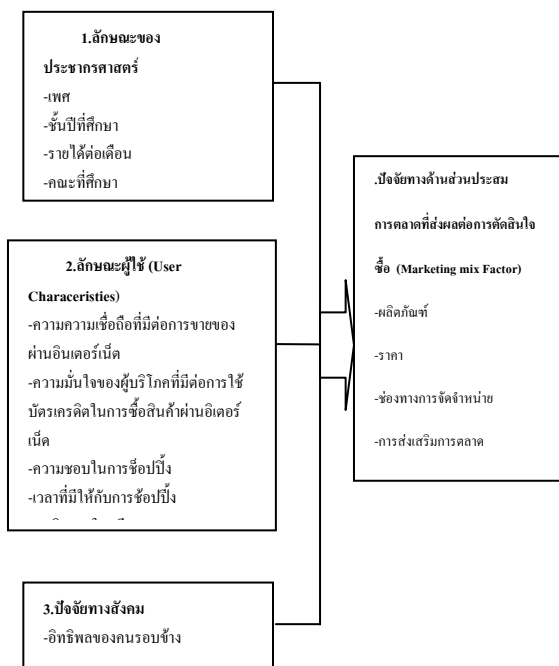 1.ลักษณะของ
ประชากรศาสตร์
-เพศ
-ชั้นปีที่ศึกษา
-รายได้ต่อเดือน
-คณะที่ศึกษา
2.ลักษณะผู้ใช้ (User
Characeristies)
-ความความเชื่อถือที่มีต่อการขายของ
ผ่านอินเตอร์เน็ต
-ความมั่นใจของผู้บริโภคที่มีต่อการใช้
บัตรเครดิตในการซื้อสินค้าผ่านอิเตอร์
เน็ต
-ความชอบในการช็อปปิ้ง
-เวลาที่มีให้กับการช้อปปิ้ง
3.ปัจจัยทางสังคม
-อิทธิพลของคนรอบข้าง
.ปัจจัยทางด้านส่วนประสม
การตลาดที่ส่งผลต่อการตัดสินใจ
ซื้อ (Marketing mix Factor)
-ผลิตภัณฑ์
-ราคา
-ช่องทางการจัดจำหน่าย
-การส่งเสริมการตลาด